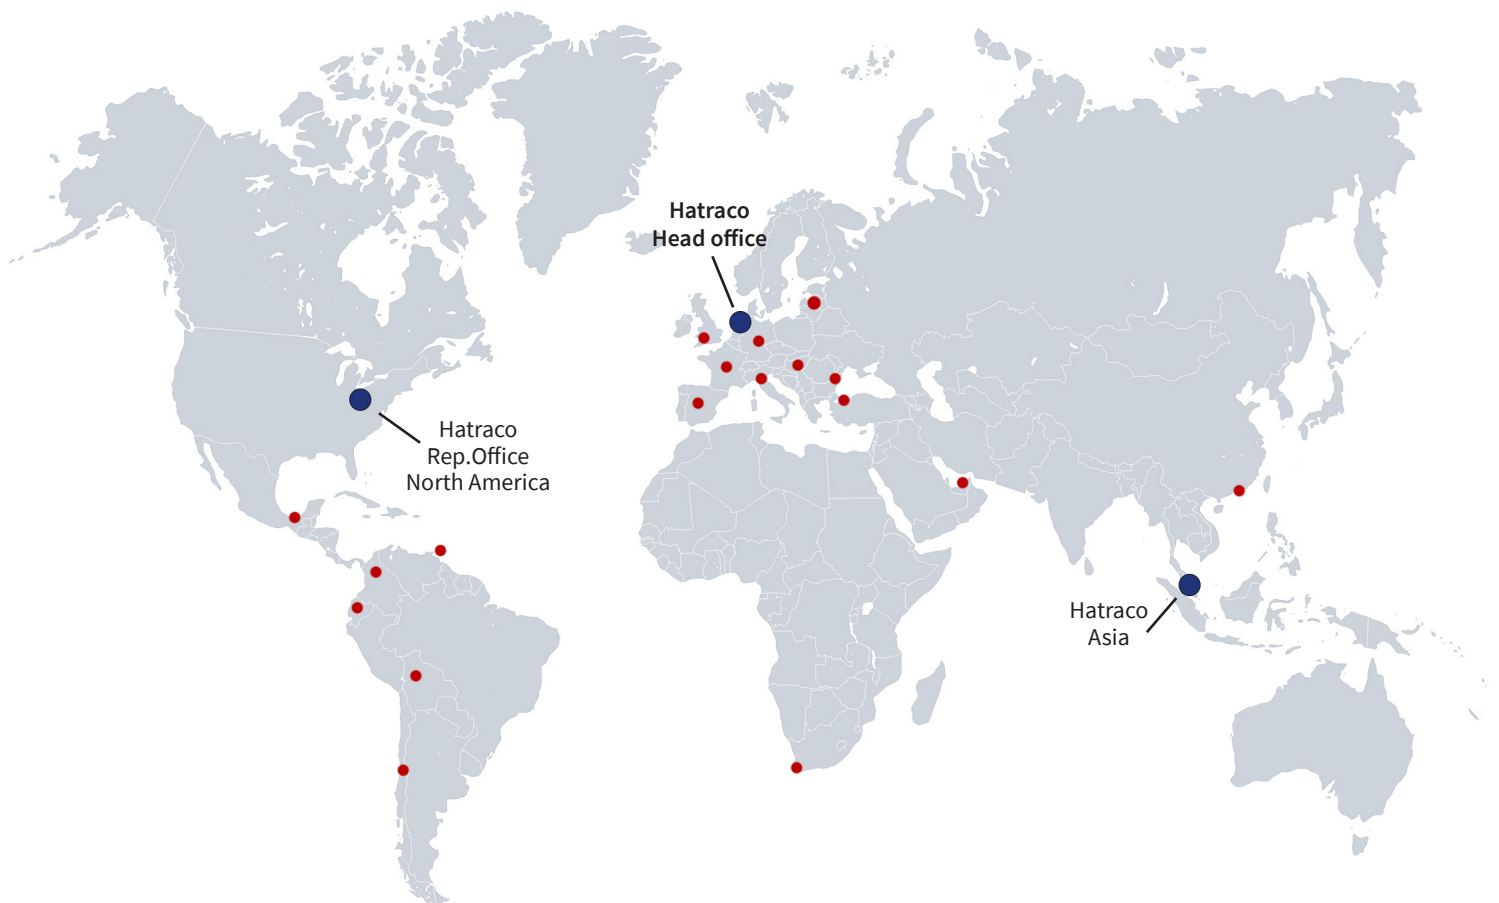 Hatraco
Head office
Hatraco
Rep.Office
North America
Hatraco
Asia